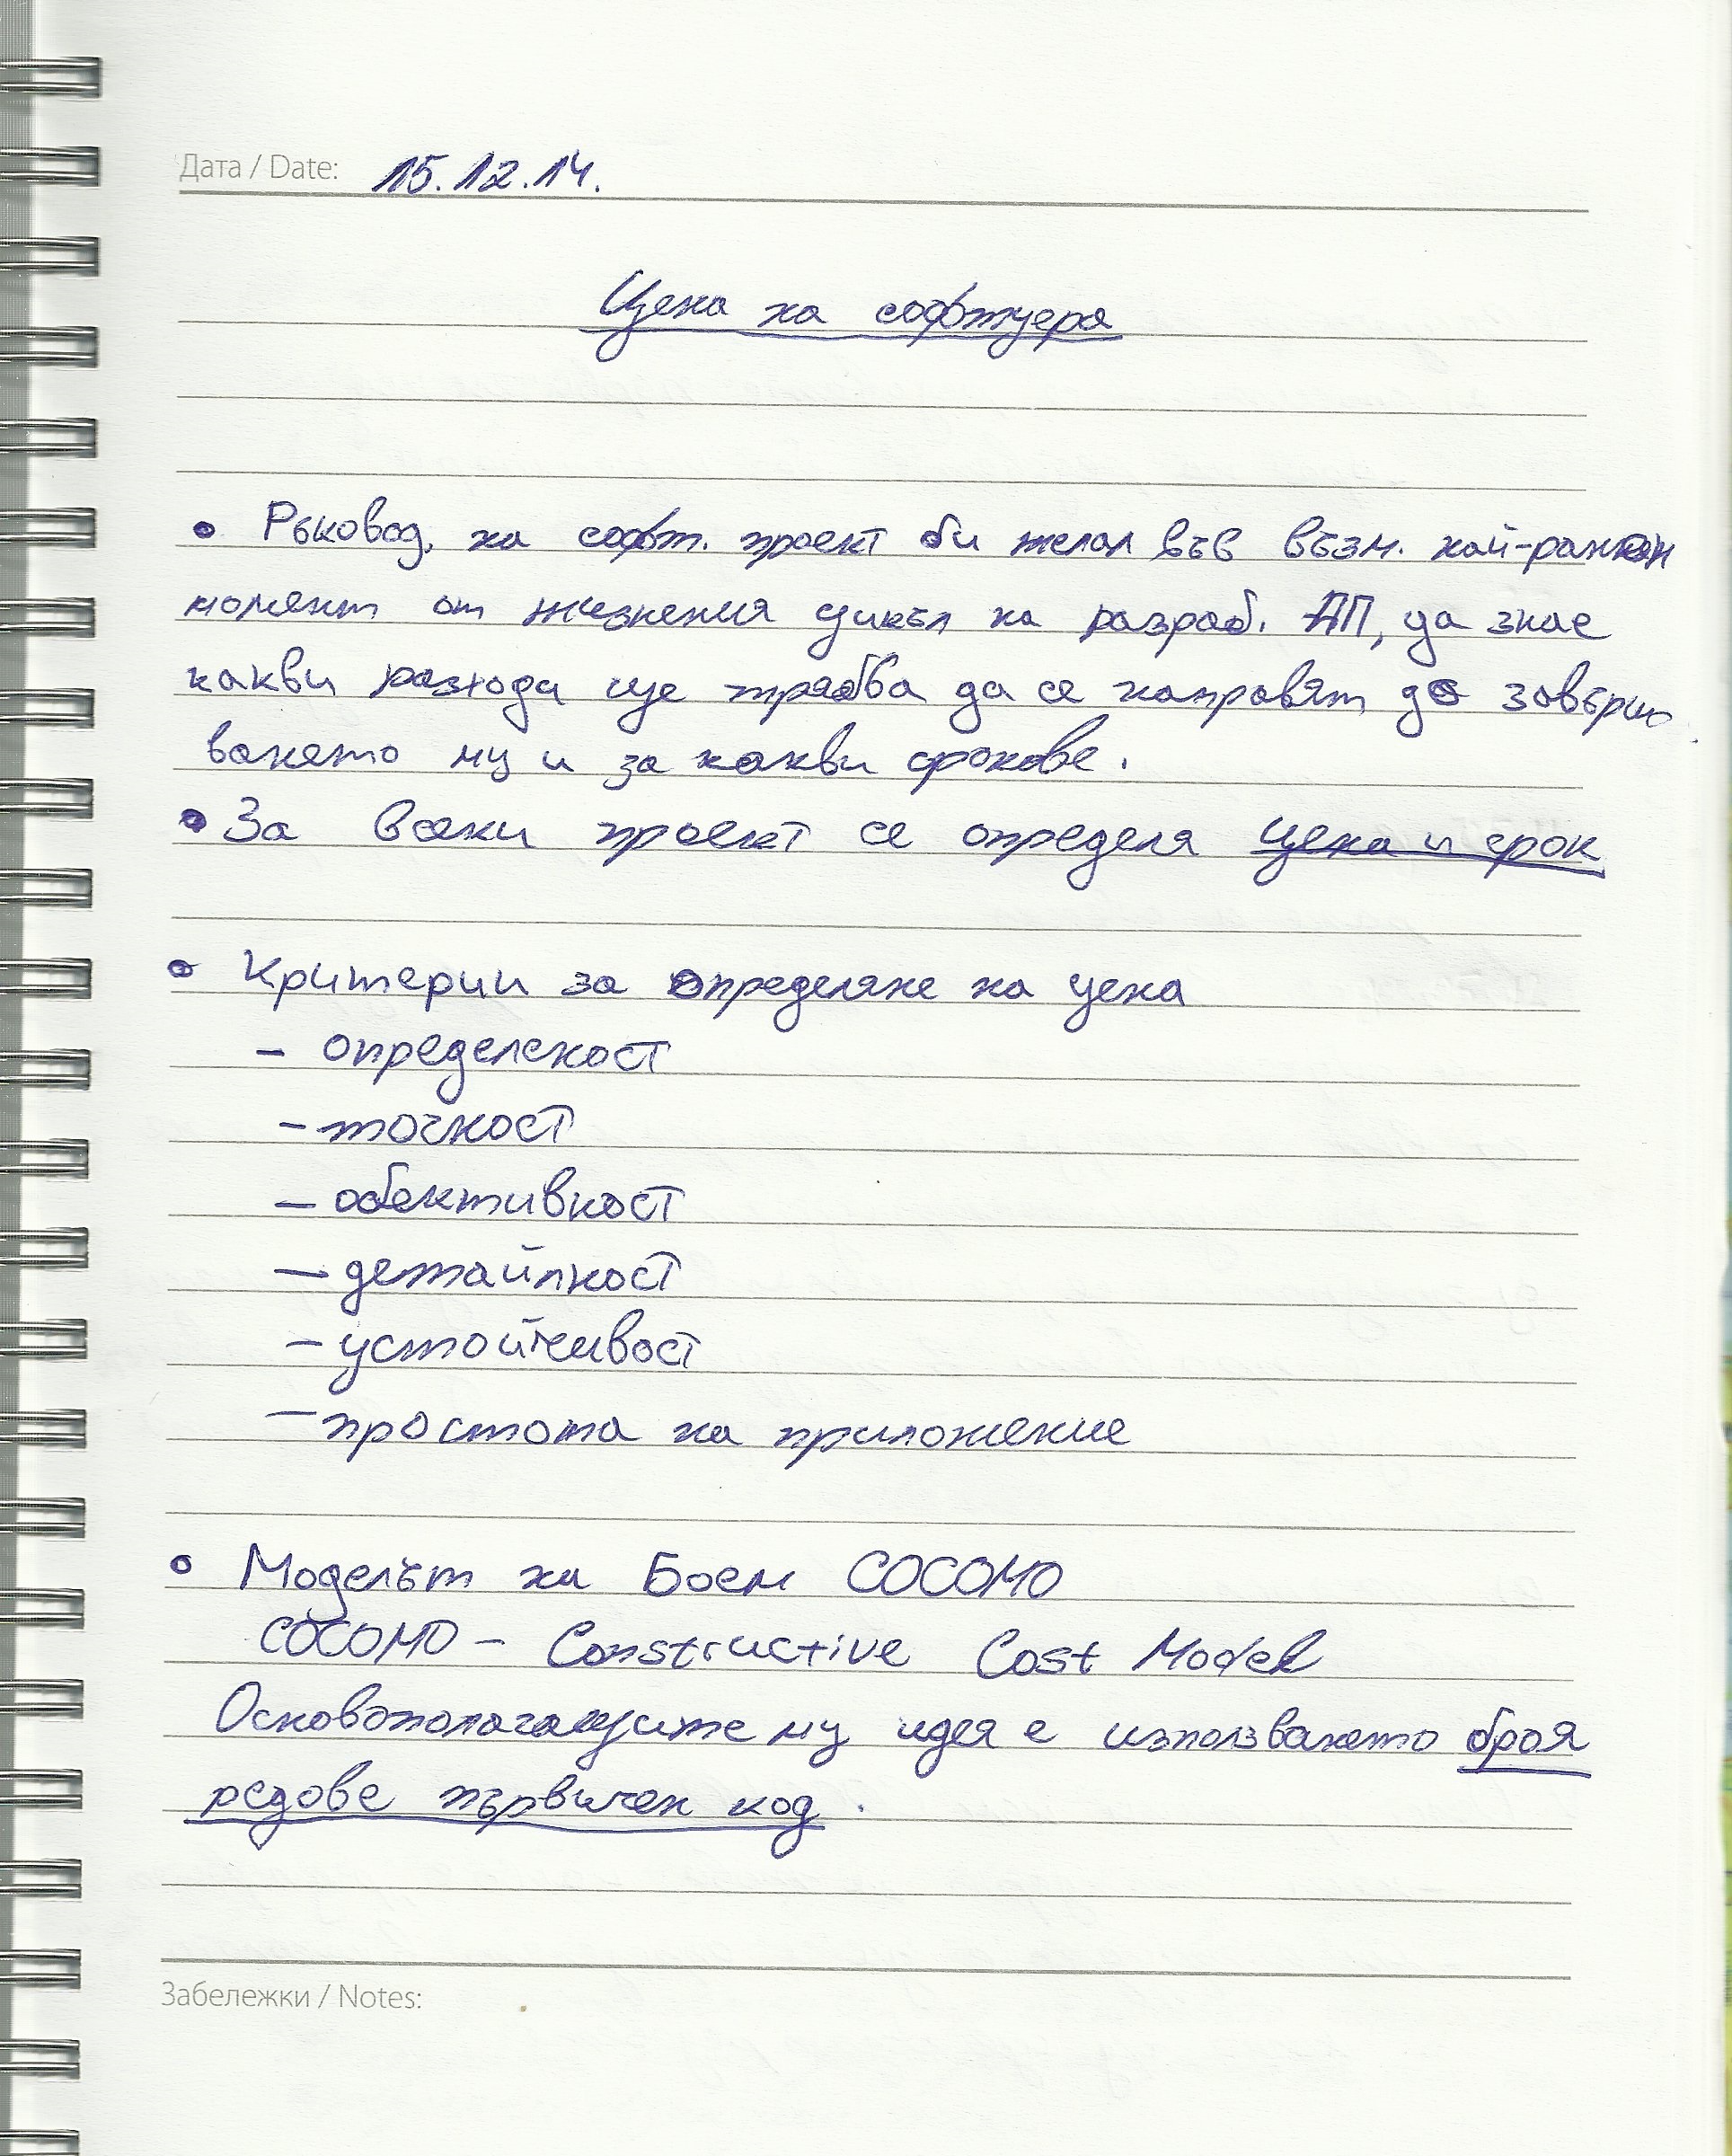 Дата / Date: 15.12.14.
Цена на софтуера
• Ръковод. на софт. проект би желал във възм. най-ранен
момент от жизнения цикъл на разраб. АП, да знае
какви разходи ще трябва да се направят до завърш
ването му и за какви срокове.
• За всеки проект се определя цена и срок
• Критерии за определяне на цена
- определеност
- точност
- обективност
- детайлност
- устойчивост
- простота на приложение
• Моделът на Боем COCOMO
COCOMO - Constructive Cost Model
Основополагащите му идея е използването броя
редове първичен код.
Забележки / Notes: